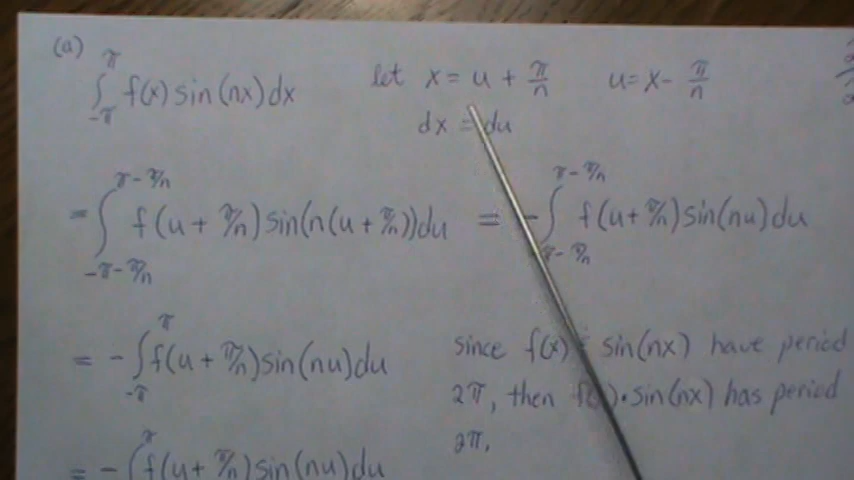 (a) ∫_{-π}^{π} f(x) sin(nx)dx let x = u + π/n u = x - π/n
dx = du
= ∫_{-π-π/n}^{π-π/n} f(u + π/n) sin(n(u + π/n))du = -∫_{-π-π/n}^{π-π/n} f(u + π/n) sin(nu)du
= -∫_{-π}^{π} f(u + π/n) sin(nu)du
since f(x) sin(nx) have period
2π, then f( )·sin(nx) has period
2π.
= -∫^{π} f(u + π/n) sin(nu)du